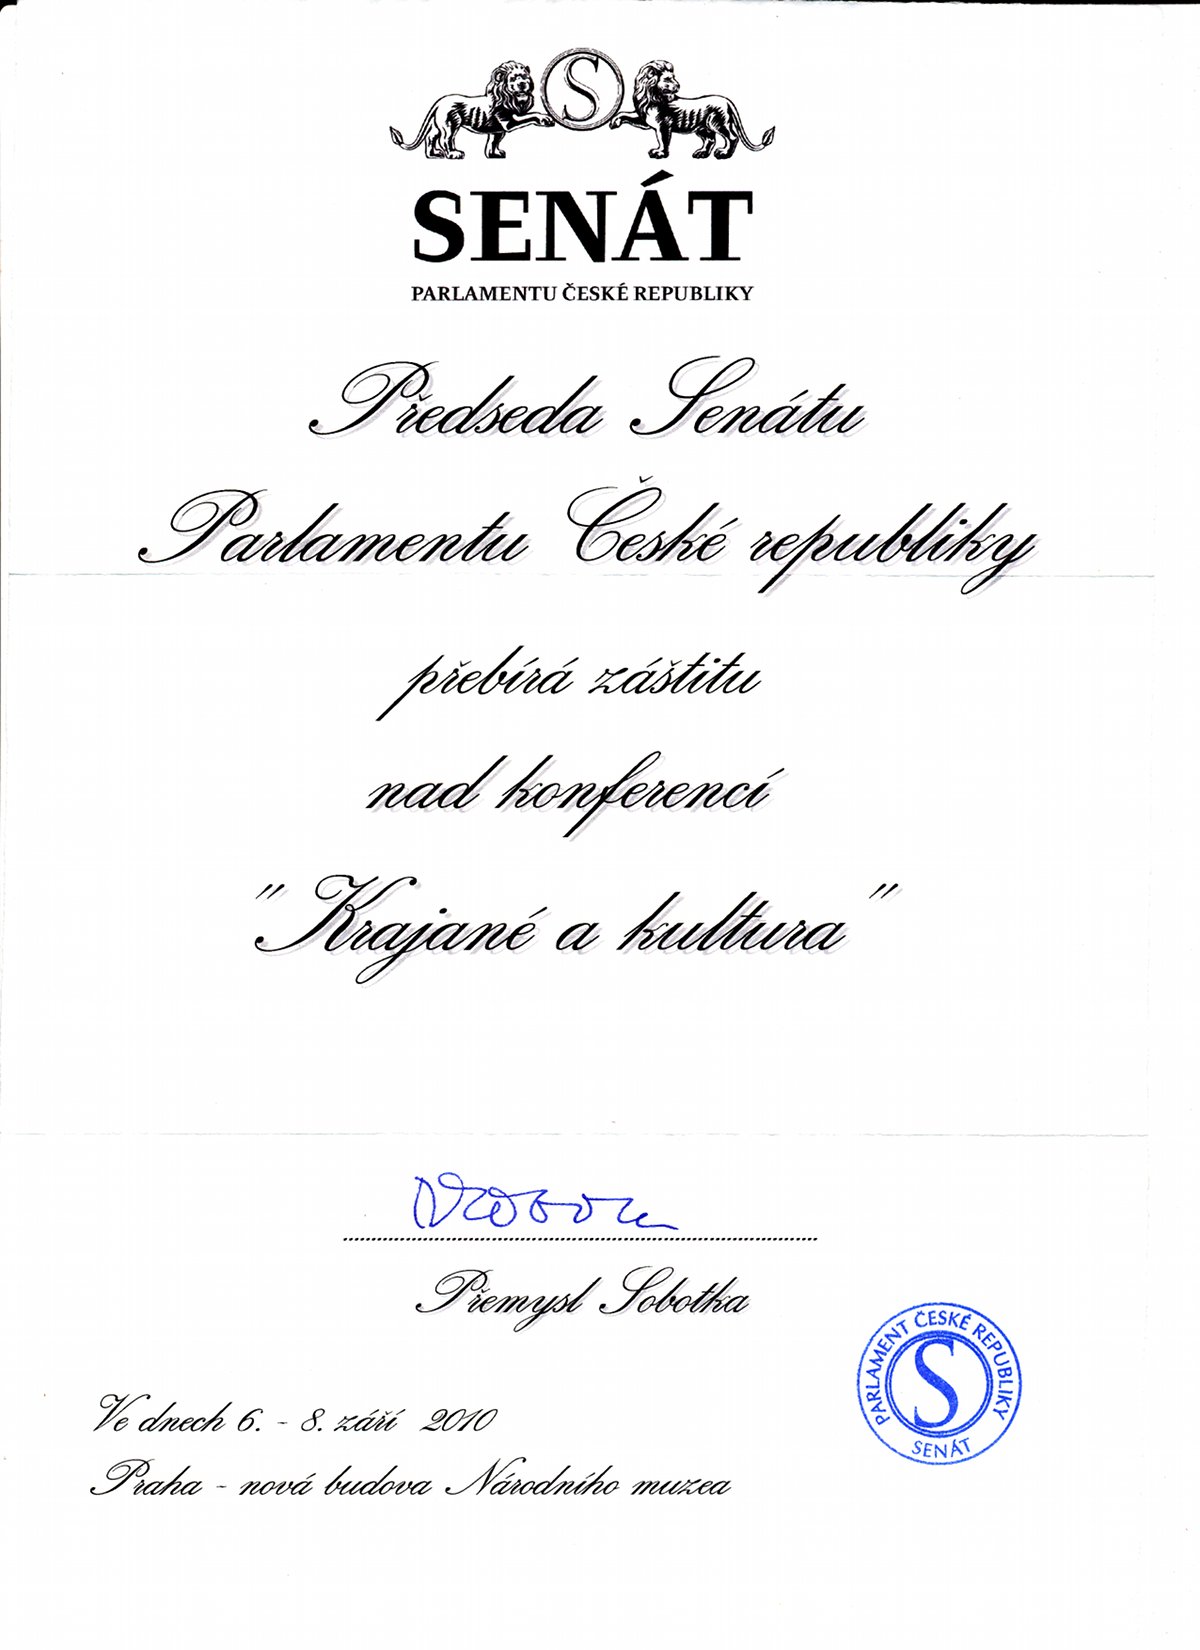 S
SENÁT
PARLAMENTU ČESKÉ REPUBLIKY
Předseda Senátu
Parlamentu České republiky
přebírá záštitu
nad konferencí
"Krajané a kultura"
Přemysl Sobotka
Ve dnech 6. - 8. září 2010
Praha - nová budova Národního muzea
PARLAMENT ČESKÉ REPUBLIKY
S
SENÁT